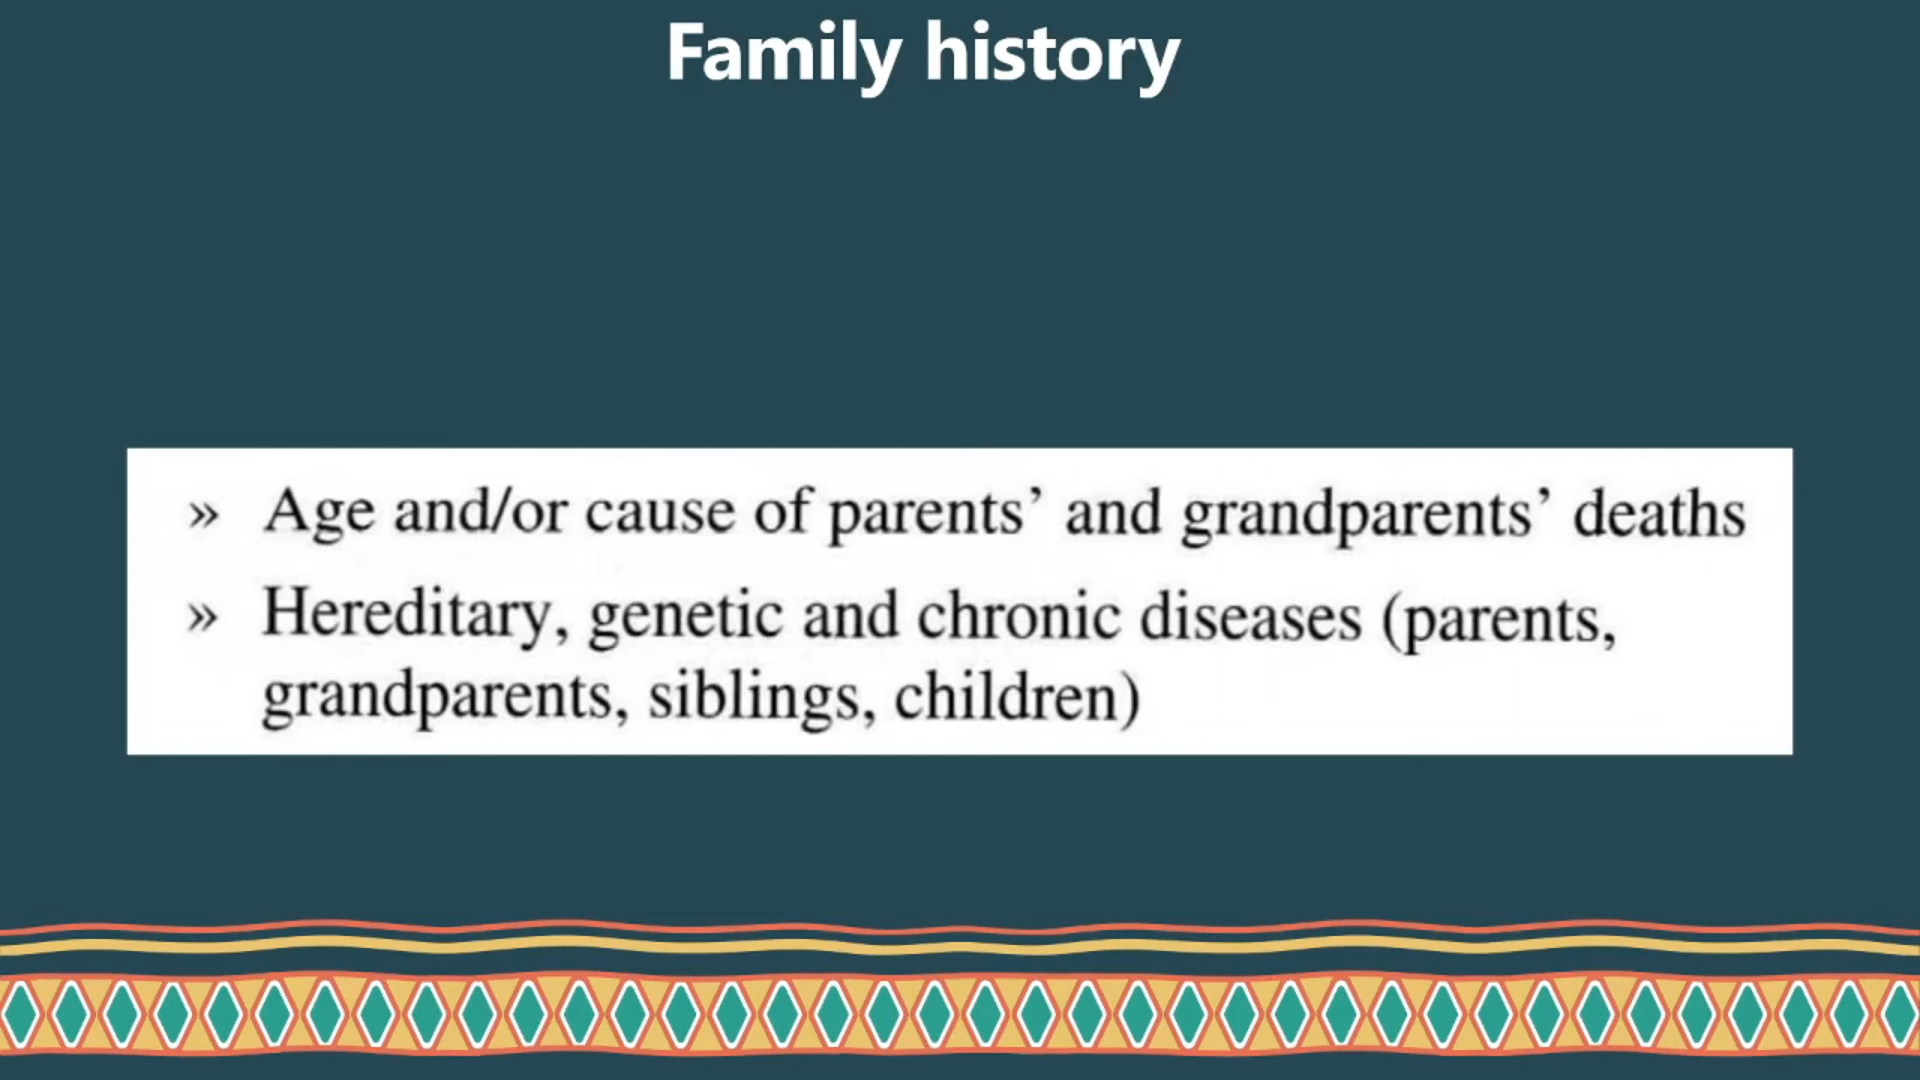 Family history
» Age and/or cause of parents’ and grandparents’ deaths
» Hereditary, genetic and chronic diseases (parents,
grandparents, siblings, children)